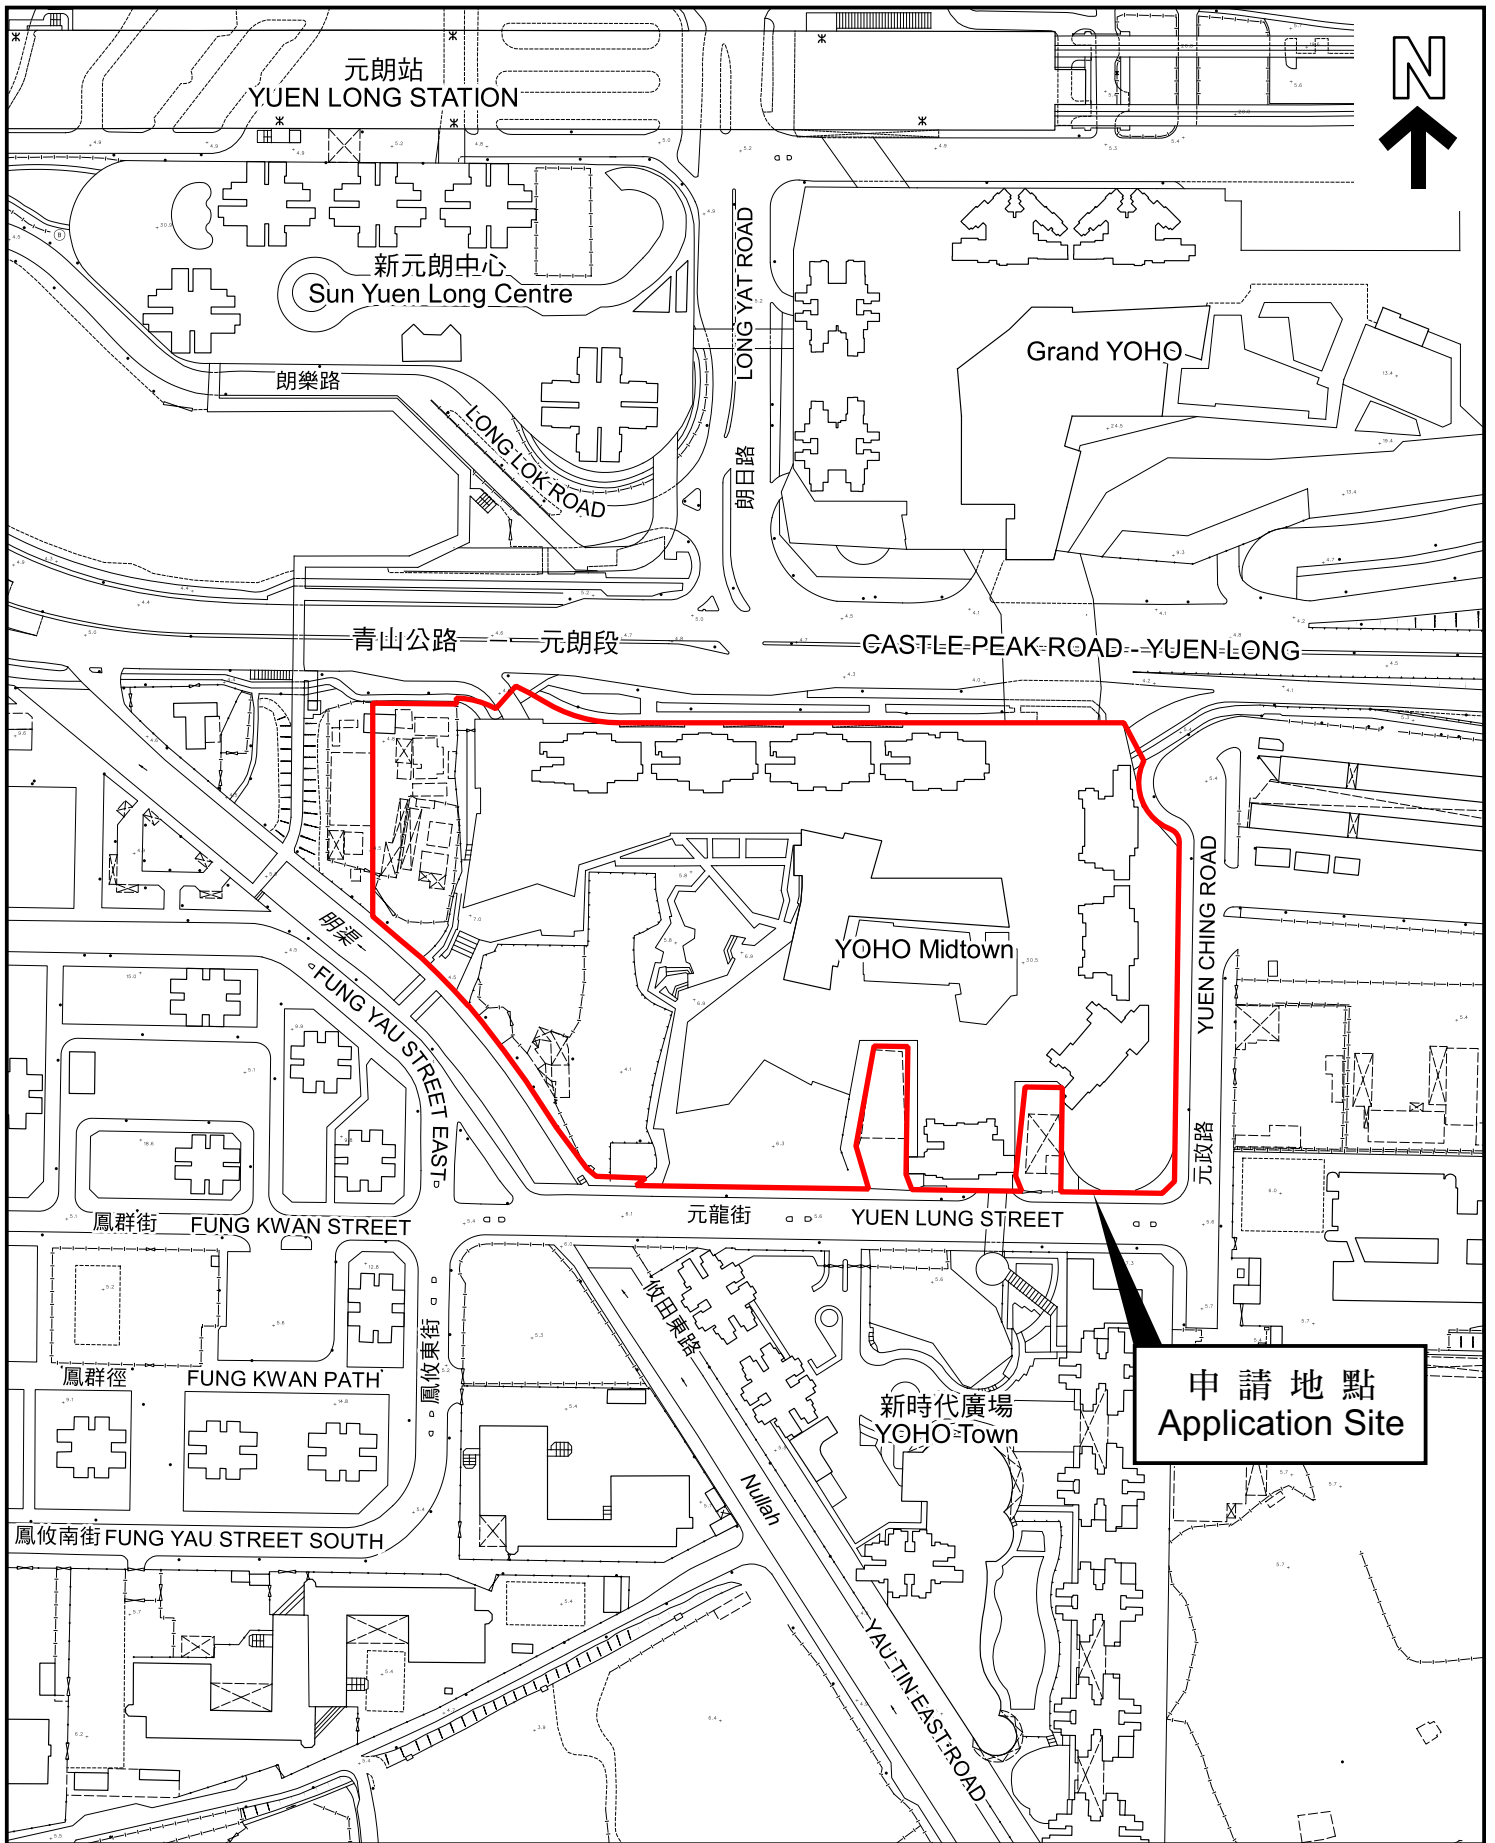 元朗站
YUEN LONG STATION
N
新元朗中心
Sun Yuen Long Centre
LONG YAT ROAD
朗日路
Grand YOHO
朗樂路
LONG LOK ROAD
青山公路 - 元朗段
CASTLE PEAK ROAD - YUEN LONG
明渠
YOHO Midtown
YUEN CHING ROAD
元政路
FUNG YAU STREET EAST
鳳攸東街
鳳群街 FUNG KWAN STREET
元龍街
YUEN LUNG STREET
攸田東路
鳳群徑
FUNG KWAN PATH
新時代廣場
YOHO Town
申請地點
Application Site
Nullah
鳳攸南街 FUNG YAU STREET SOUTH
YAU TIN EAST ROAD